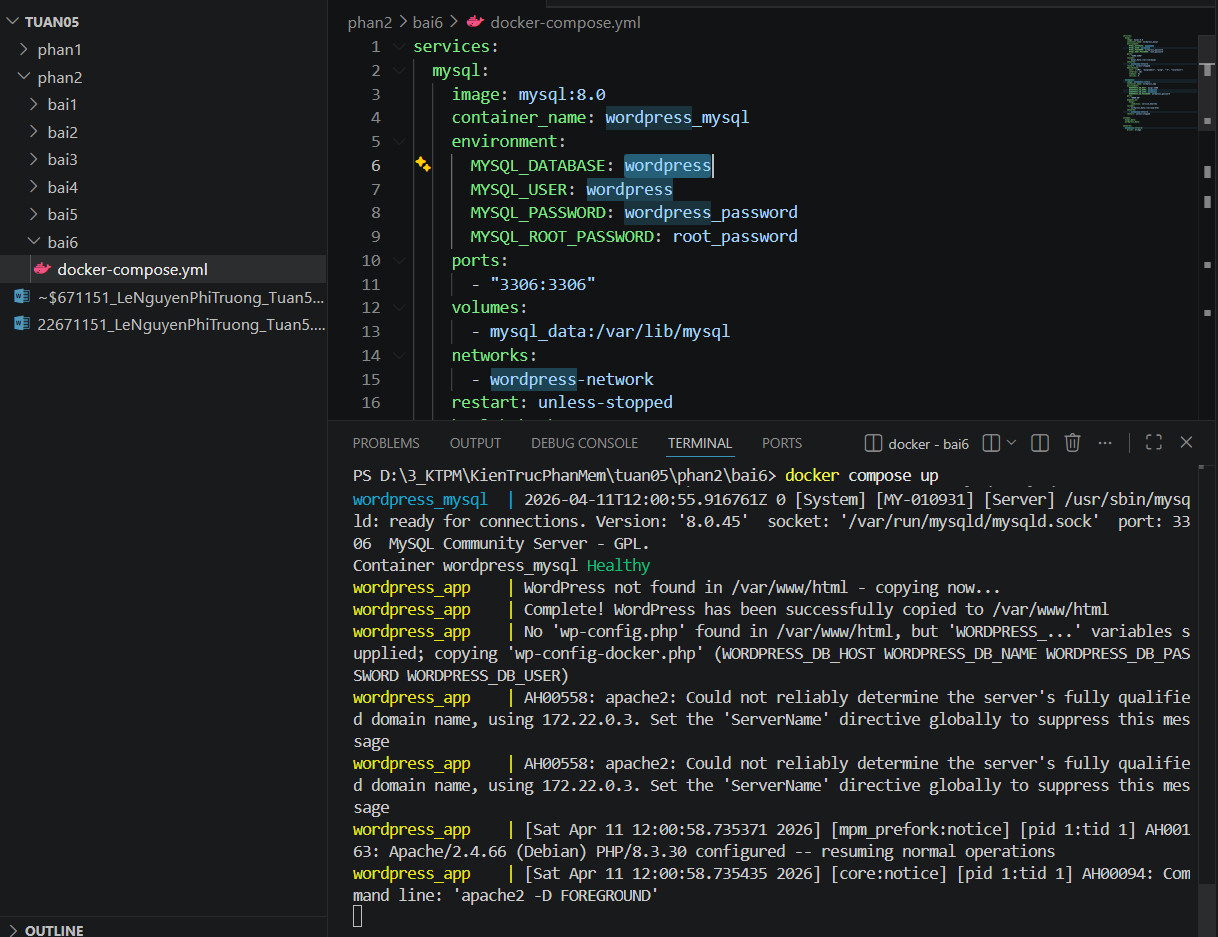 TUAN05
phan1
phan2
bai1
bai2
bai3
bai4
bai5
bai6
docker-compose.yml
~$671151_LeNguyenPhiTruong_Tuan5...
22671151_LeNguyenPhiTruong_Tuan5....
OUTLINE
phan2 > bai6 > docker-compose.yml
1 services:
2 mysql:
3 image: mysql:8.0
4 container_name: wordpress_mysql
5 environment:
6 MYSQL_DATABASE: wordpress
7 MYSQL_USER: wordpress
8 MYSQL_PASSWORD: wordpress_password
9 MYSQL_ROOT_PASSWORD: root_password
10 ports:
11 - "3306:3306"
12 volumes:
13 - mysql_data:/var/lib/mysql
14 networks:
15 - wordpress-network
16 restart: unless-stopped
PROBLEMS OUTPUT DEBUG CONSOLE TERMINAL PORTS docker - bai6
PS D:\3_KTPM\KienTrucPhanMem\tuan05\phan2\bai6> docker compose up
wordpress_mysql | 2026-04-11T12:00:55.916761Z 0 [System] [MY-010931] [Server] /usr/sbin/mysq
ld: ready for connections. Version: '8.0.45' socket: '/var/run/mysqld/mysqld.sock' port: 33
06 MySQL Community Server - GPL.
Container wordpress_mysql Healthy
wordpress_app | WordPress not found in /var/www/html - copying now...
wordpress_app | Complete! WordPress has been successfully copied to /var/www/html
wordpress_app | No 'wp-config.php' found in /var/www/html, but 'WORDPRESS_...' variables s
upplied; copying 'wp-config-docker.php' (WORDPRESS_DB_HOST WORDPRESS_DB_NAME WORDPRESS_DB_PAS
SWORD WORDPRESS_DB_USER)
wordpress_app | AH00558: apache2: Could not reliably determine the server's fully qualifie
d domain name, using 172.22.0.3. Set the 'ServerName' directive globally to suppress this mes
sage
wordpress_app | AH00558: apache2: Could not reliably determine the server's fully qualifie
d domain name, using 172.22.0.3. Set the 'ServerName' directive globally to suppress this mes
sage
wordpress_app | [Sat Apr 11 12:00:58.735371 2026] [mpm_prefork:notice] [pid 1:tid 1] AH001
63: Apache/2.4.66 (Debian) PHP/8.3.30 configured -- resuming normal operations
wordpress_app | [Sat Apr 11 12:00:58.735435 2026] [core:notice] [pid 1:tid 1] AH00094: Com
mand line: 'apache2 -D FOREGROUND'